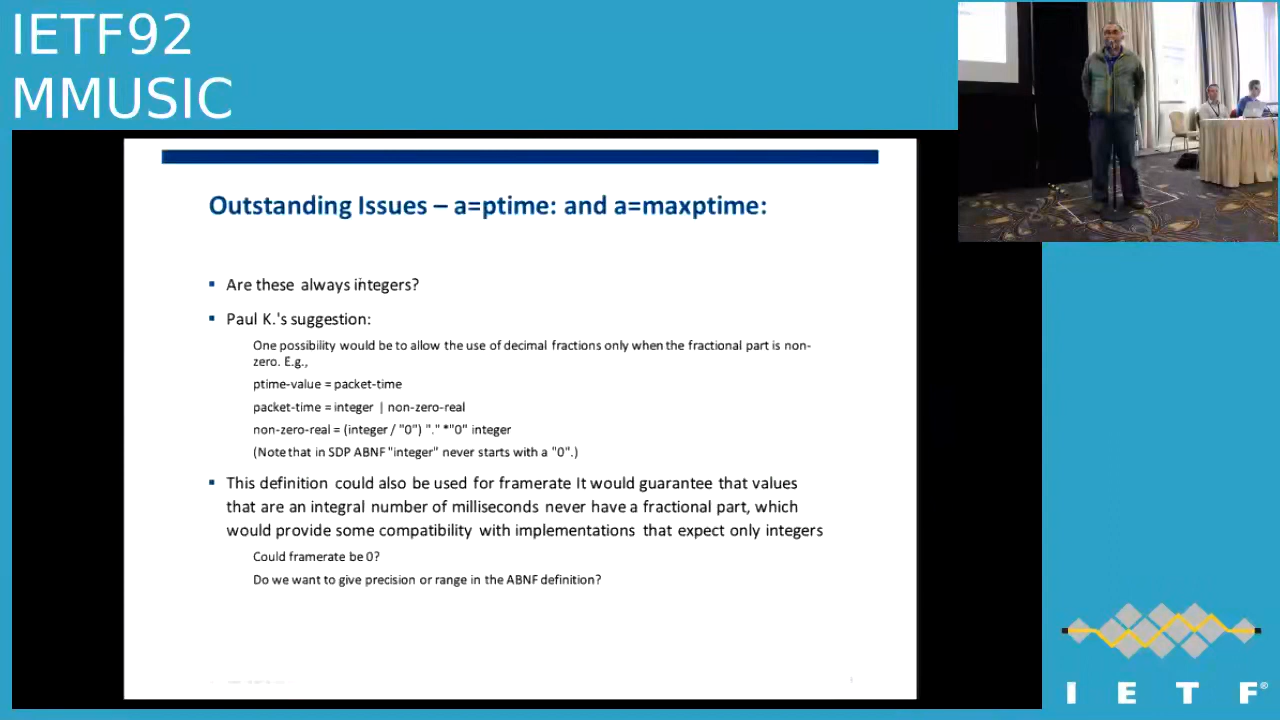 IETF92
MMUSIC
Outstanding Issues – a=ptime: and a=maxptime:
▪ Are these always integers?
▪ Paul K.'s suggestion:
One possibility would be to allow the use of decimal fractions only when the fractional part is non-
zero. E.g.,
ptime-value = packet-time
packet-time = integer | non-zero-real
non-zero-real = (integer / "0") "." *"0" integer
(Note that in SDP ABNF "integer" never starts with a "0".)
▪ This definition could also be used for framerate It would guarantee that values
that are an integral number of milliseconds never have a fractional part, which
would provide some compatibility with implementations that expect only integers
Could framerate be 0?
Do we want to give precision or range in the ABNF definition?
I E T F®